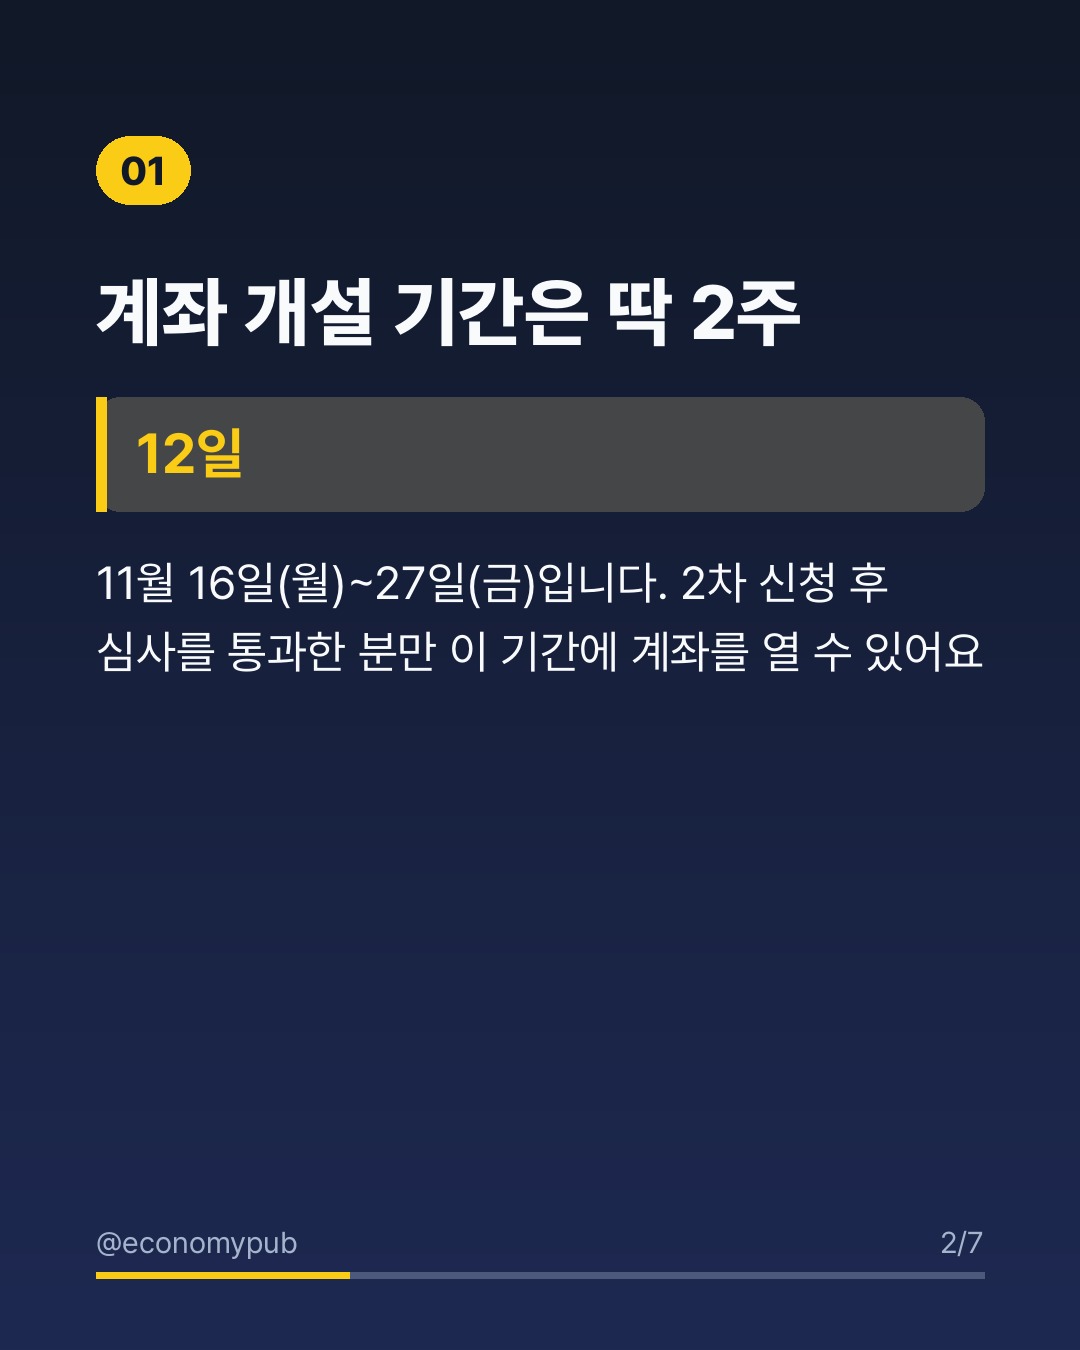 01
계좌 개설 기간은 딱 2주
12일
11월 16일(월)~27일(금)입니다. 2차 신청 후
심사를 통과한 분만 이 기간에 계좌를 열 수 있어요
@economypub
2/7